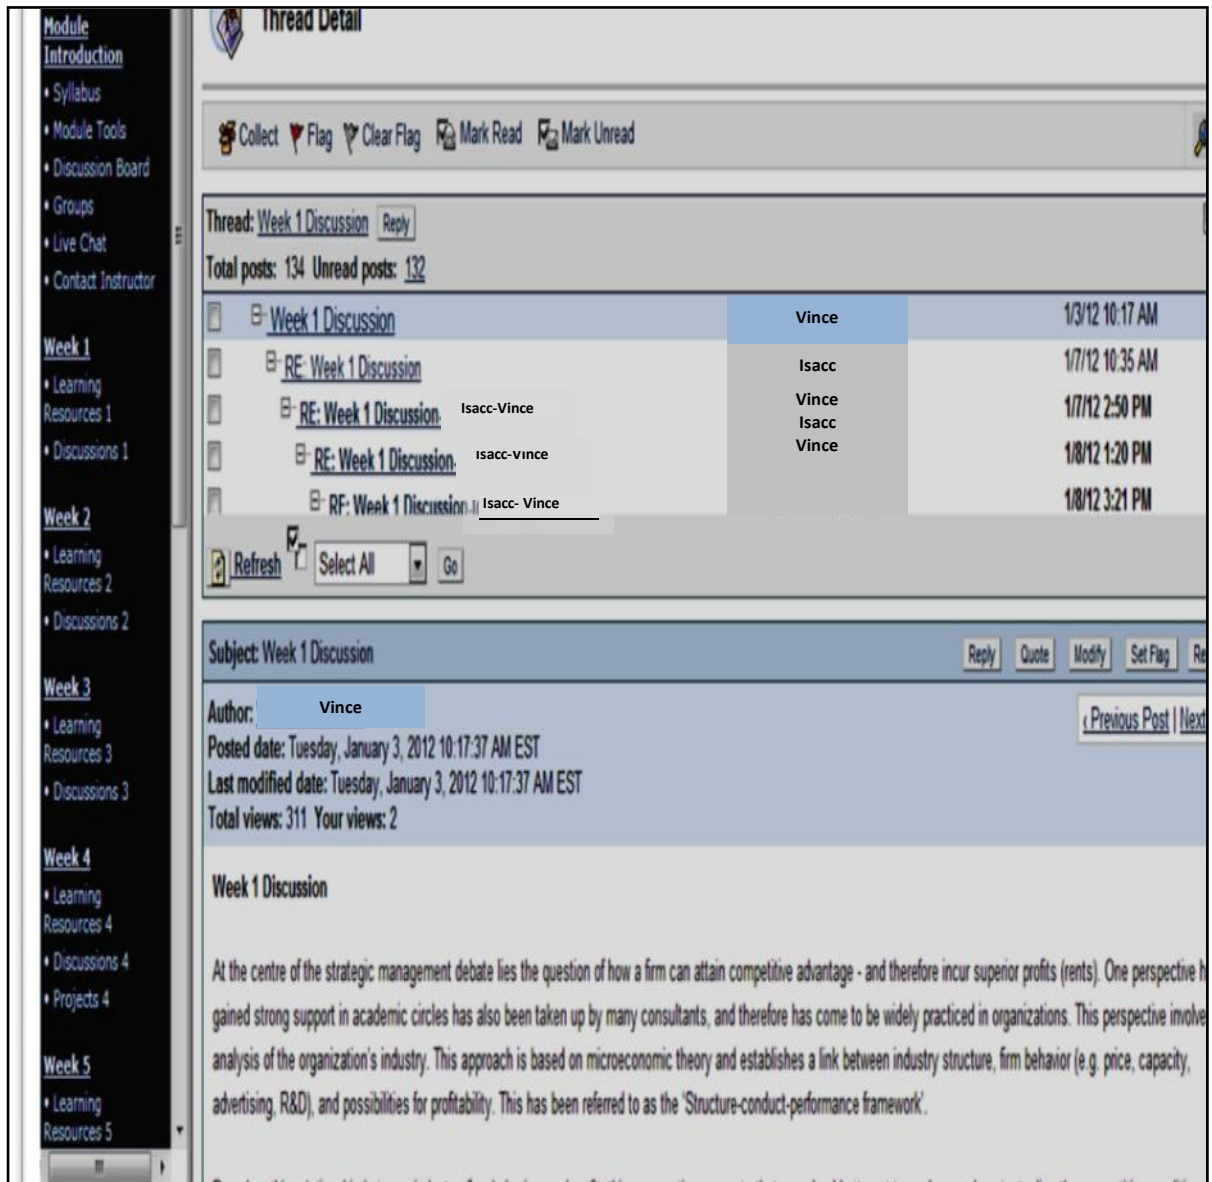 Module
Introduction
• Syllabus
• Module Tools
• Discussion Board
• Groups
• Live Chat
• Contact Instructor
Week 1
• Learning
Resources 1
• Discussions 1
Week 2
• Learning
Resources 2
• Discussions 2
Week 3
• Learning
Resources 3
• Discussions 3
Week 4
• Learning
Resources 4
• Discussions 4
• Projects 4
Week 5
• Learning
Resources 5
Thread Detail
Collect Flag Clear Flag Mark Read Mark Unread
Thread: Week 1 Discussion Reply
Total posts: 134 Unread posts: 132
Week 1 Discussion Vince 1/3/12 10:17 AM
RE: Week 1 Discussion Isacc 1/7/12 10:35 AM
RE: Week 1 Discussion- Isacc-Vince Vince 1/7/12 2:50 PM
Isacc
RE: Week 1 Discussion- Isacc-Vince Vince 1/8/12 1:20 PM
RE: Week 1 Discussion- Isacc- Vince 1/8/12 3:21 PM
Refresh Select All Go
Subject: Week 1 Discussion Reply Quote Modify Set Flag Re
Author: Vince ‹ Previous Post | Next
Posted date: Tuesday, January 3, 2012 10:17:37 AM EST
Last modified date: Tuesday, January 3, 2012 10:17:37 AM EST
Total views: 311 Your views: 2
Week 1 Discussion
At the centre of the strategic management debate lies the question of how a firm can attain competitive advantage - and therefore incur superior profits (rents). One perspective h
gained strong support in academic circles has also been taken up by many consultants, and therefore has come to be widely practiced in organizations. This perspective involve
analysis of the organization's industry. This approach is based on microeconomic theory and establishes a link between industry structure, firm behavior (e.g. price, capacity,
advertising, R&D), and possibilities for profitability. This has been referred to as the 'Structure-conduct-performance framework'.